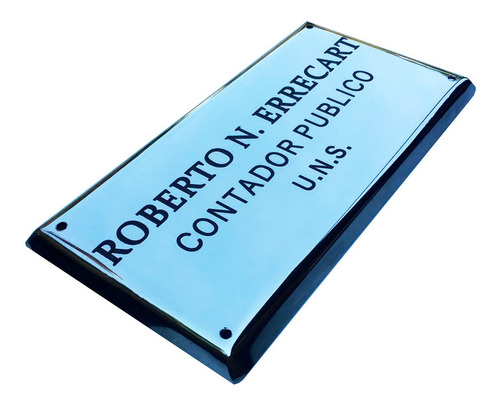 ROBERTO N. ERRECART
CONTADOR PUBLICO
U.N.S.